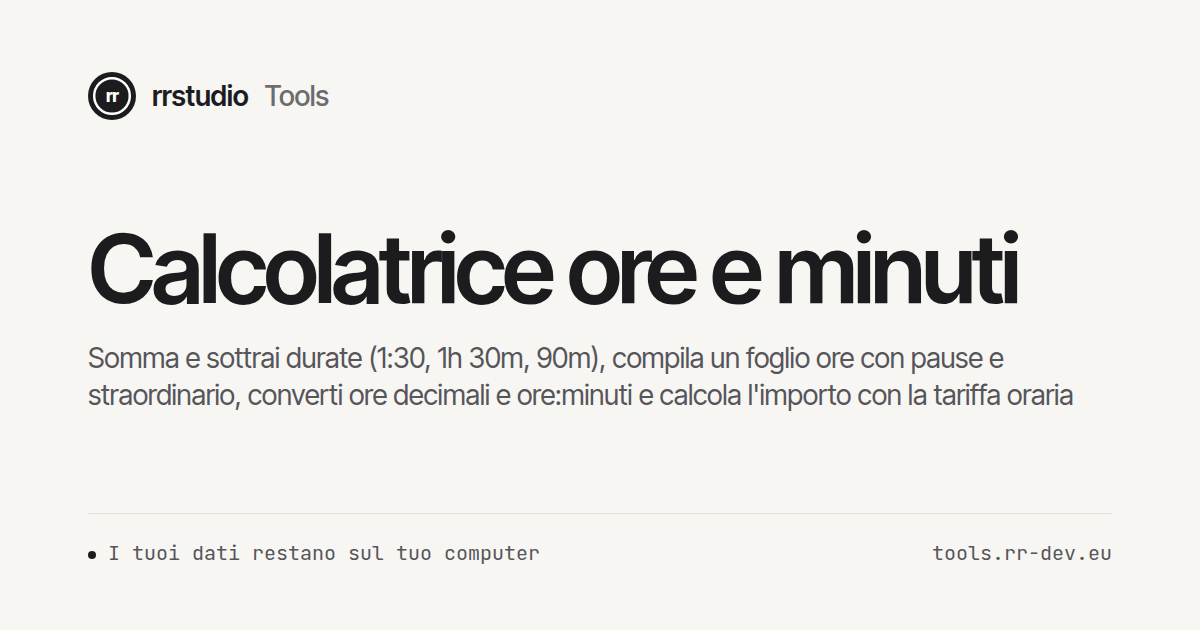 rr rrstudio Tools
Calcolatrice ore e minuti
Somma e sottrai durate (1:30, 1h 30m, 90m), compila un foglio ore con pause e
straordinario, converti ore decimali e ore:minuti e calcola l'importo con la tariffa oraria
• I tuoi dati restano sul tuo computer
tools.rr-dev.eu